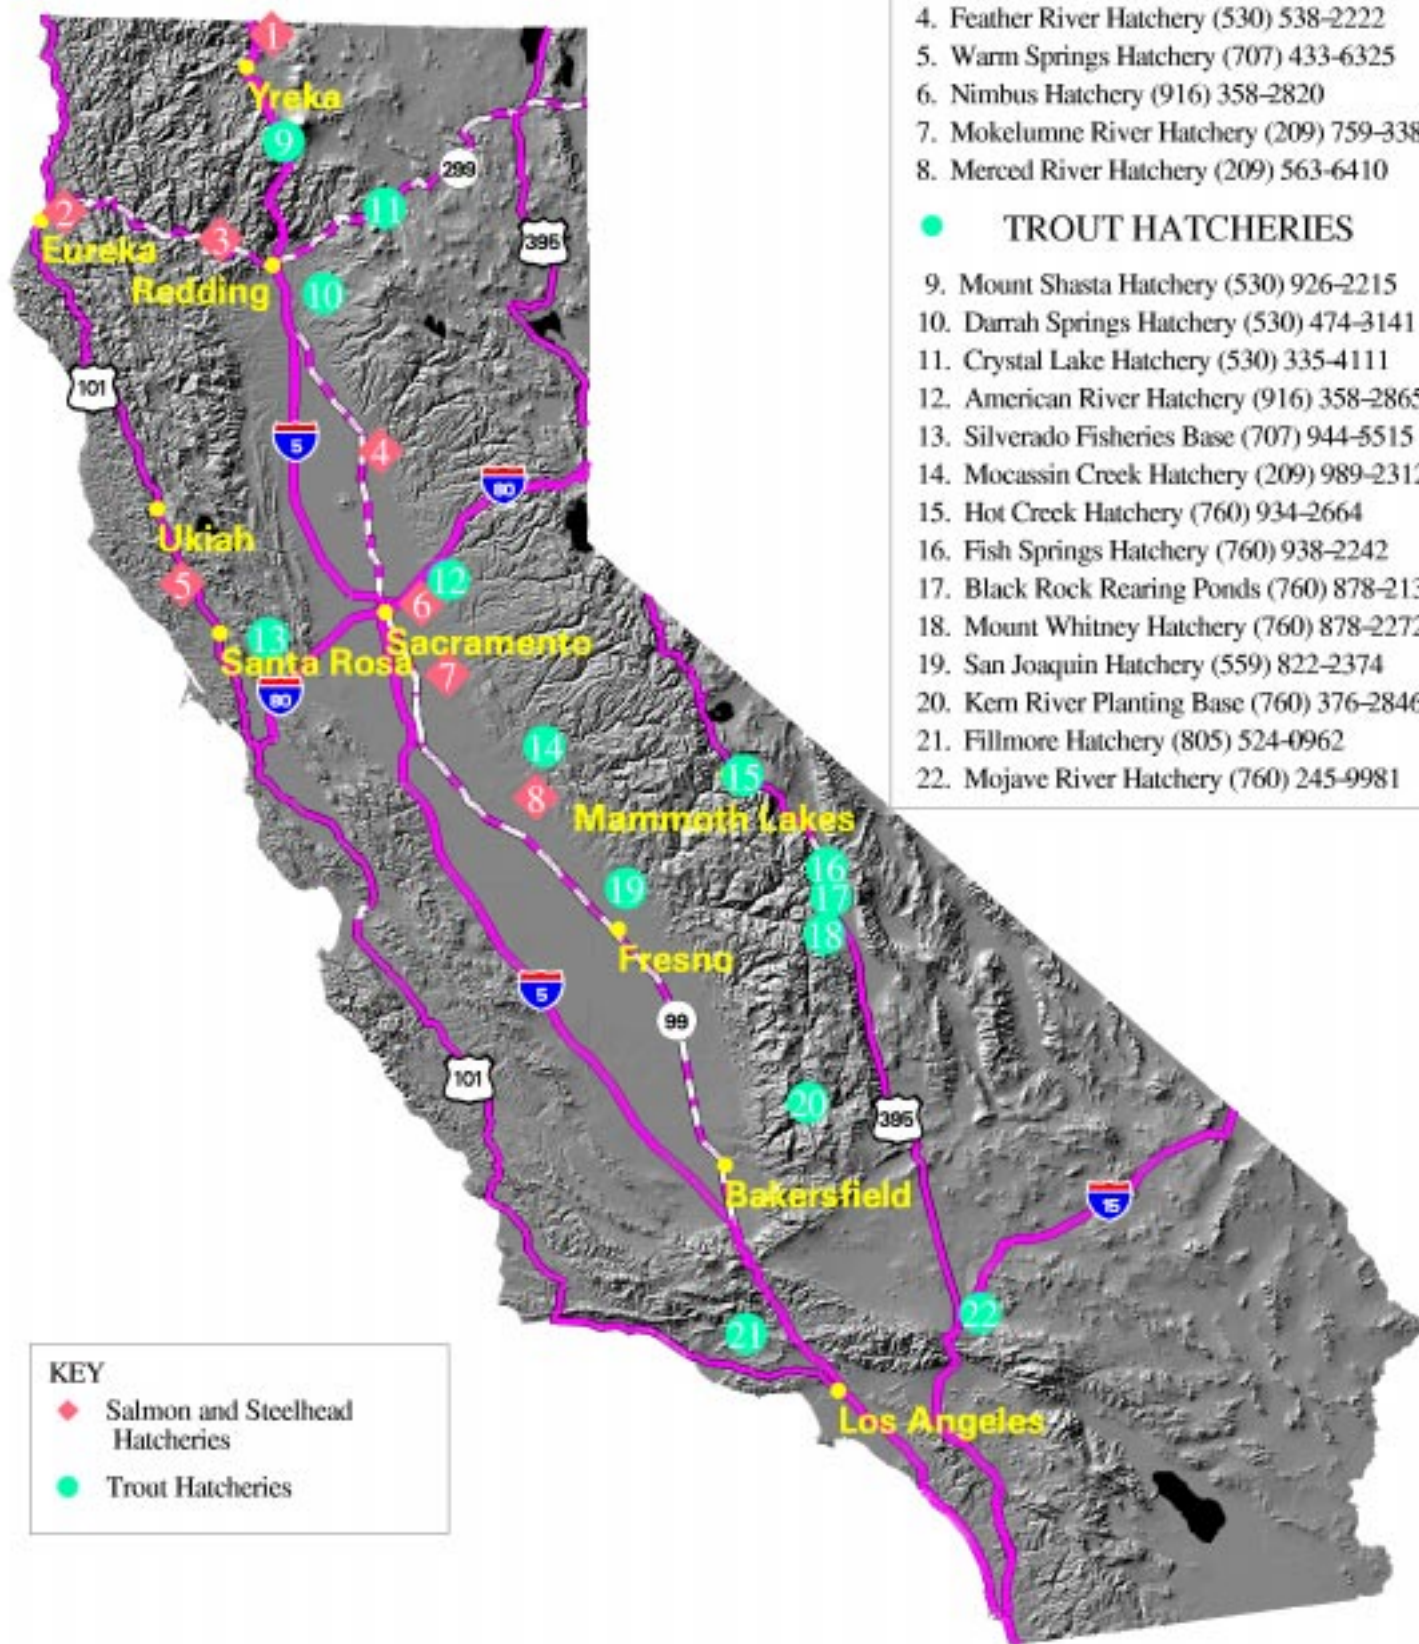 4. Feather River Hatchery (530) 538-2222
5. Warm Springs Hatchery (707) 433-6325
6. Nimbus Hatchery (916) 358-2820
7. Mokelumne River Hatchery (209) 759-338
8. Merced River Hatchery (209) 563-6410
TROUT HATCHERIES
9. Mount Shasta Hatchery (530) 926-2215
10. Darrah Springs Hatchery (530) 474-3141
11. Crystal Lake Hatchery (530) 335-4111
12. American River Hatchery (916) 358-2865
13. Silverado Fisheries Base (707) 944-5515
14. Mocassin Creek Hatchery (209) 989-2312
15. Hot Creek Hatchery (760) 934-2664
16. Fish Springs Hatchery (760) 938-2242
17. Black Rock Rearing Ponds (760) 878-213
18. Mount Whitney Hatchery (760) 878-2272
19. San Joaquin Hatchery (559) 822-2374
20. Kern River Planting Base (760) 376-2846
21. Fillmore Hatchery (805) 524-0962
22. Mojave River Hatchery (760) 245-9981
1
Yreka
9
299
11
2
3
395
Eureka
Redding
10
101
5
4
80
Ukiah
5
12
6
13
Sacramento
Santa Rosa
7
80
14
15
8
Mammoth Lakes
16
19
17
18
Fresno
5
99
101
20
395
Bakersfield
15
22
21
Los Angeles
KEY
Salmon and Steelhead
Hatcheries
Trout Hatcheries